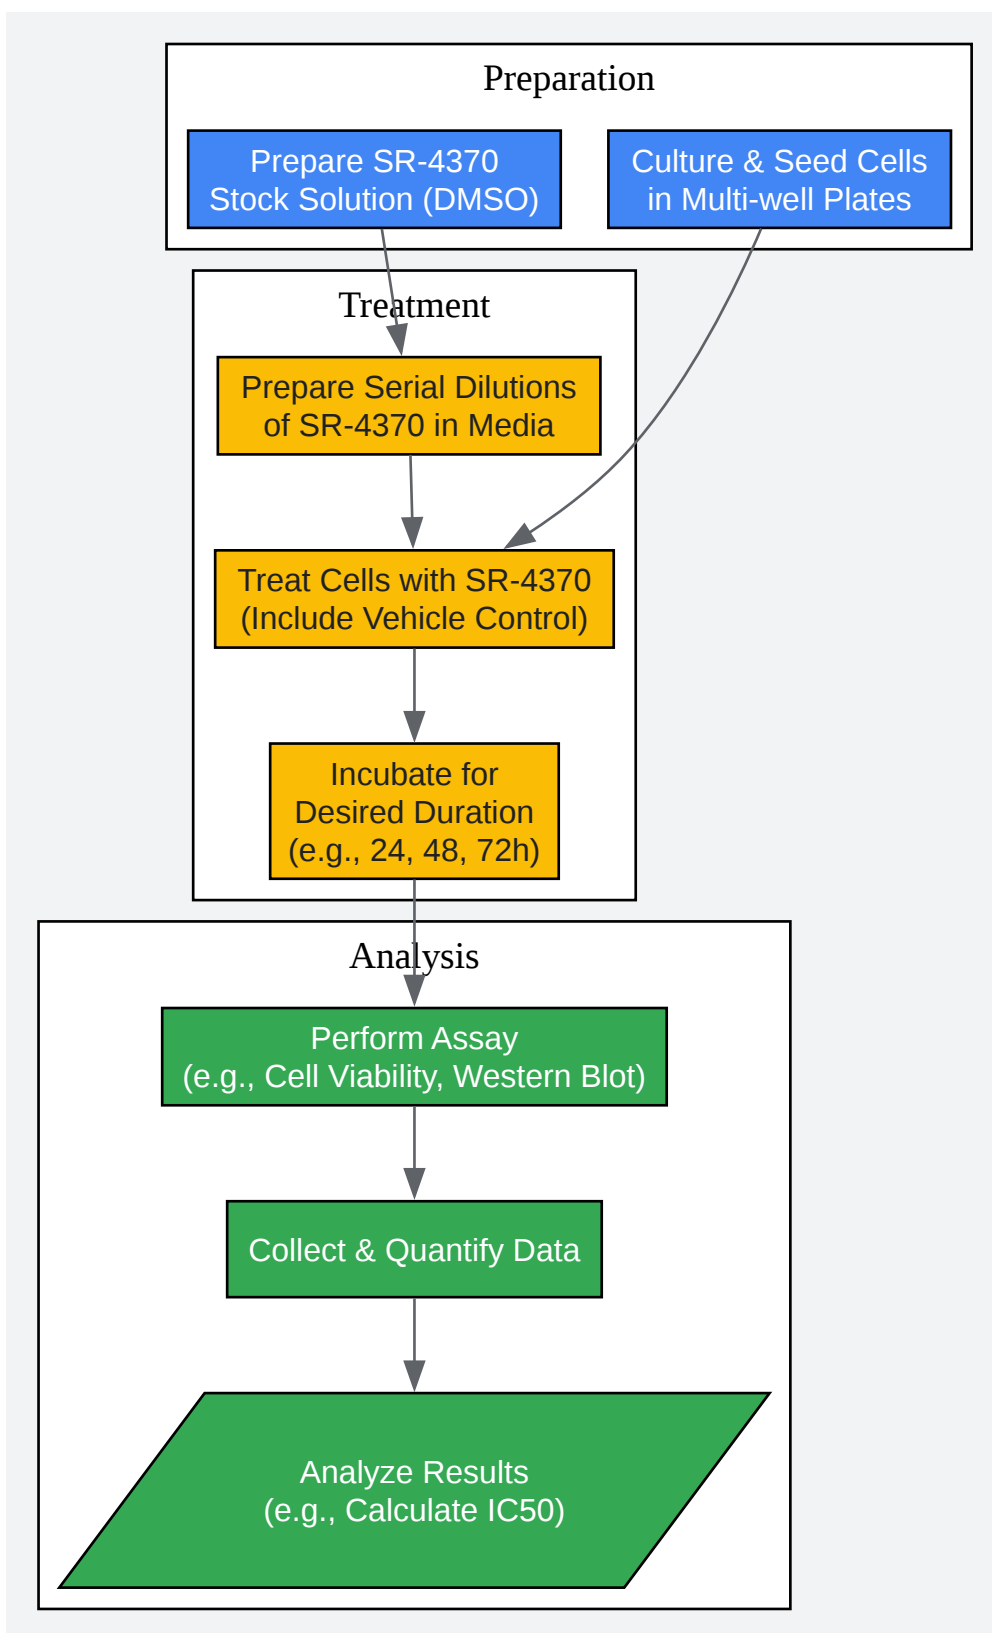 Preparation
Prepare SR-4370
Stock Solution (DMSO)
Culture & Seed Cells
in Multi-well Plates
Treatment
Prepare Serial Dilutions
of SR-4370 in Media
Treat Cells with SR-4370
(Include Vehicle Control)
Incubate for
Desired Duration
(e.g., 24, 48, 72h)
Analysis
Perform Assay
(e.g., Cell Viability, Western Blot)
Collect & Quantify Data
Analyze Results
(e.g., Calculate IC50)